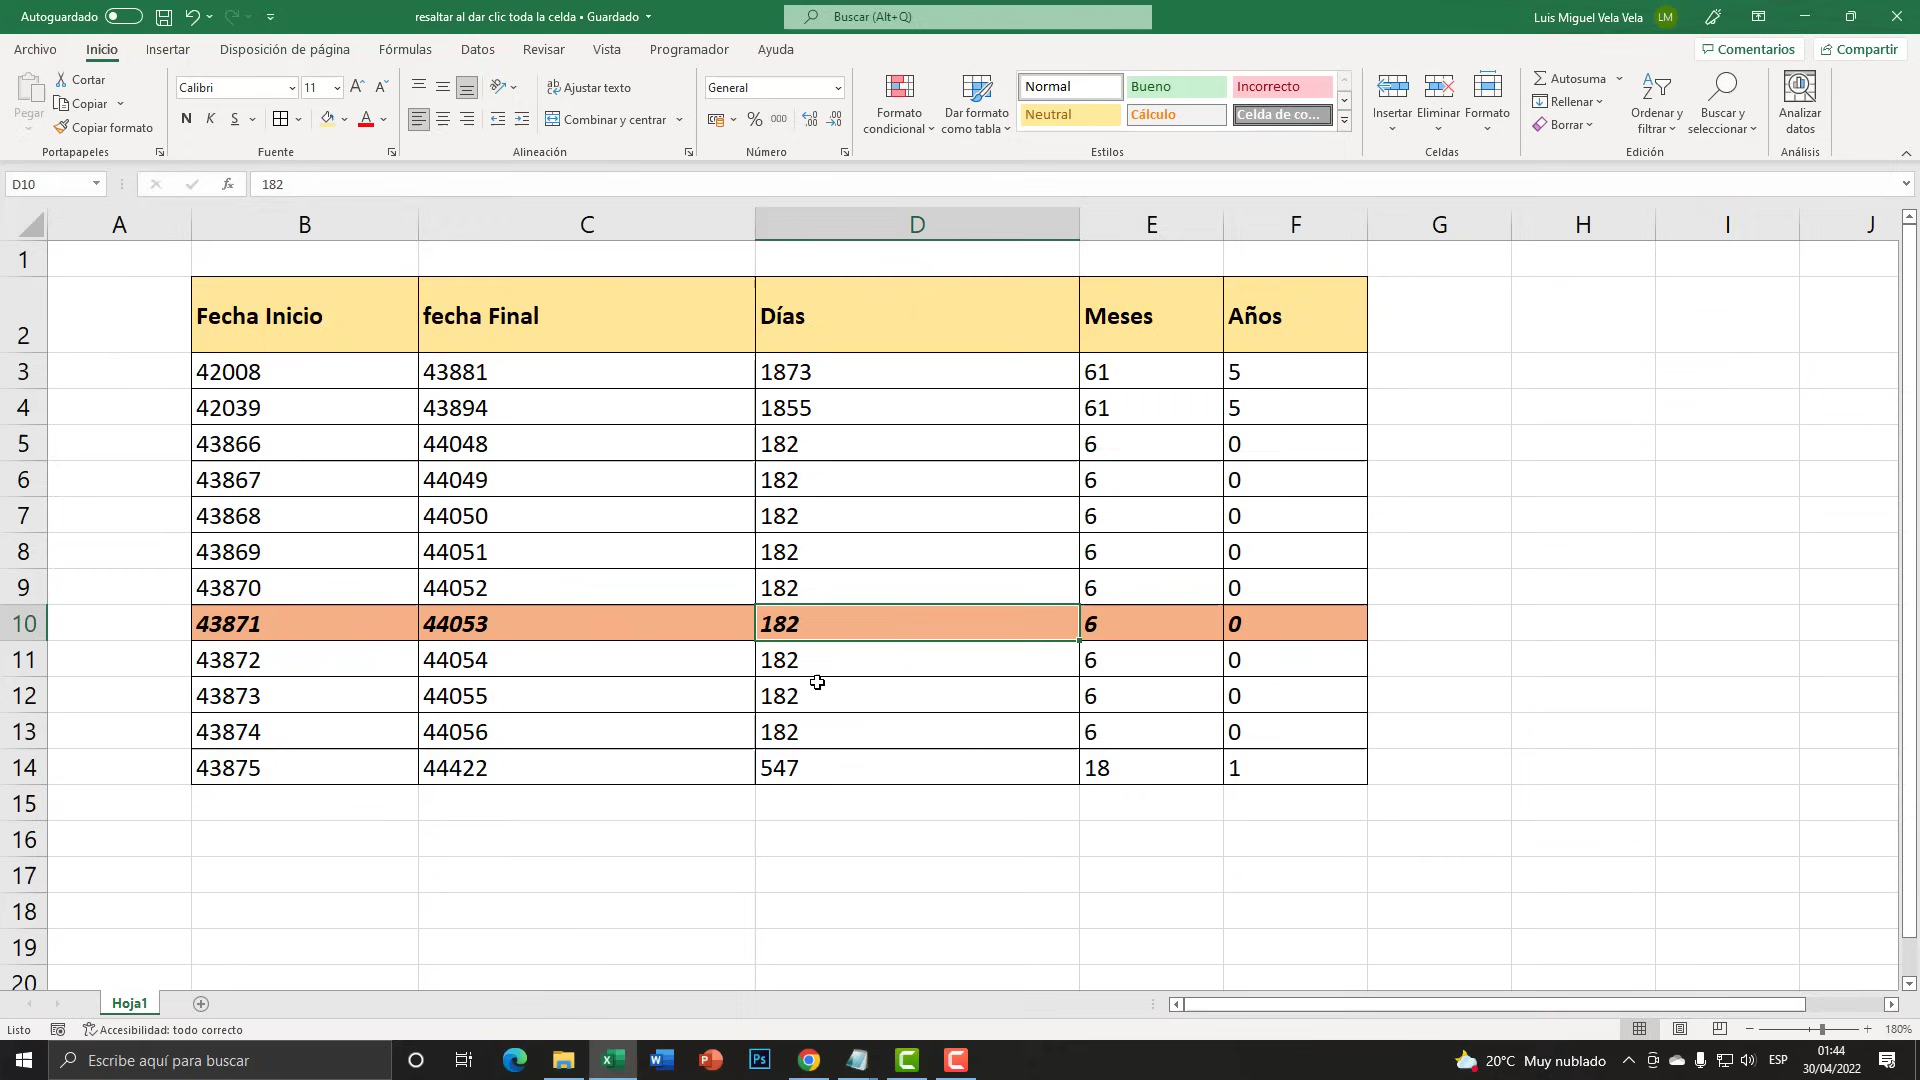 Autoguardado
resaltar al dar clic toda la celda • Guardado
Buscar (Alt+Q)
Luis Miguel Vela Vela
LM
Archivo Inicio Insertar Disposición de página Fórmulas Datos Revisar Vista Programador Ayuda
Comentarios
Compartir
Pegar
Cortar
Copiar
Copiar formato
Portapapeles
Calibri 11
N K S
Fuente
Ajustar texto
Combinar y centrar
Alineación
General
% 000
Número
Formato condicional
Dar formato como tabla
Normal Bueno Incorrecto
Neutral Cálculo Celda de co...
Estilos
Insertar Eliminar Formato
Celdas
Autosuma
Rellenar
Borrar
Ordenar y filtrar
Buscar y seleccionar
Edición
Analizar datos
Análisis
D10 fx 182
A B C D E F G H I J
1
2 Fecha Inicio fecha Final Días Meses Años
3 42008 43881 1873 61 5
4 42039 43894 1855 61 5
5 43866 44048 182 6 0
6 43867 44049 182 6 0
7 43868 44050 182 6 0
8 43869 44051 182 6 0
9 43870 44052 182 6 0
10 43871 44053 182 6 0
11 43872 44054 182 6 0
12 43873 44055 182 6 0
13 43874 44056 182 6 0
14 43875 44422 547 18 1
15
16
17
18
19
20
Hoja1
Listo Accesibilidad: todo correcto 180%
Escribe aquí para buscar
20°C Muy nublado
ESP
01:44
30/04/2022